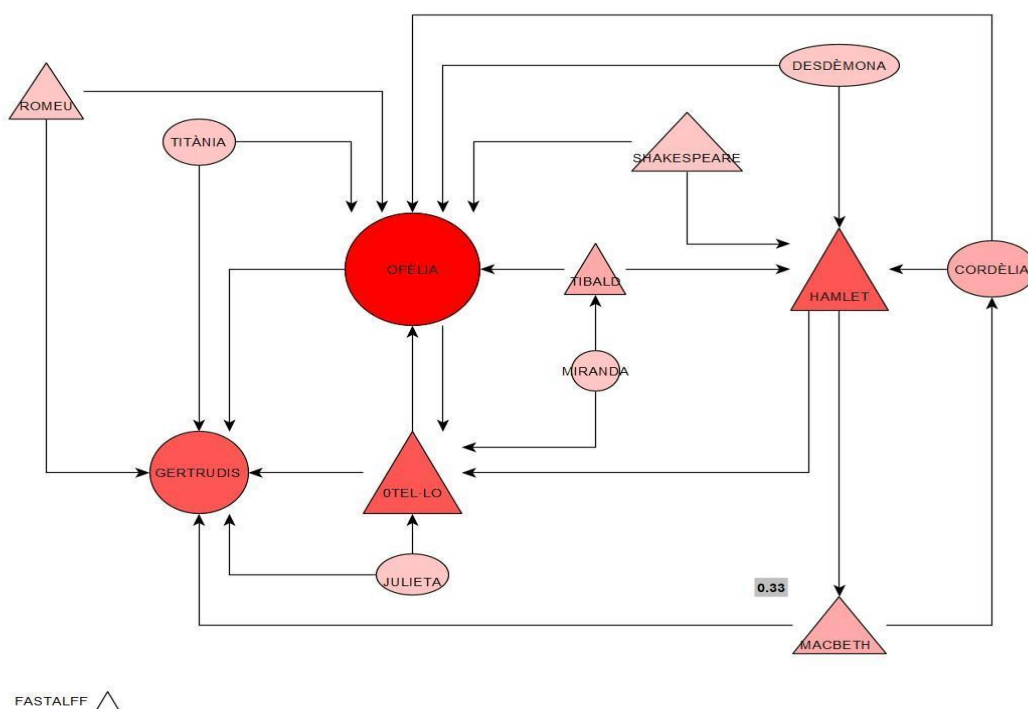 DESDÈMONA
ROMEU
TITÀNIA
SHAKESPEARE
OFÈLIA
TIBALD
HAMLET
CORDÈLIA
MIRANDA
GERTRUDIS
0TEL·LO
JULIETA
0.33
MACBETH
FASTALFF